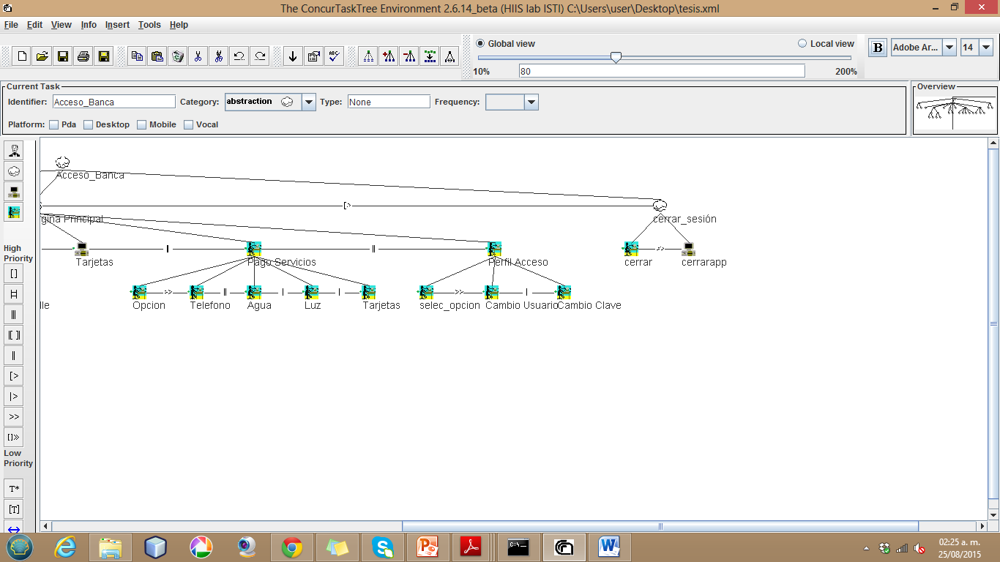 The ConcurTaskTree Environment 2.6.14_beta (HIIS lab ISTI) C:\Users\user\Desktop\tesis.xml
File Edit View Info Insert Tools Help
Global view Local view
10% 80 200%
B Adobe Ar... 14
Current Task
Identifier: Acceso_Banca Category: abstraction Type: None Frequency:
Platform: Pda Desktop Mobile Vocal
Overview
Acceso_Banca
[>
gina Principal cerrar_sesión
|| >>
Tarjetas Pago Servicios Perfil Acceso cerrar cerrarapp
>> || | | >> |
lle Opcion Telefono Agua Luz Tarjetas selec_opcion Cambio Usuario Cambio Clave
High
Priority
[]
|=|
|||
|[]|
||
[>
|>
>>
[]>>
Low
Priority
T*
[T]
C:\
02:25 a. m.
25/08/2015